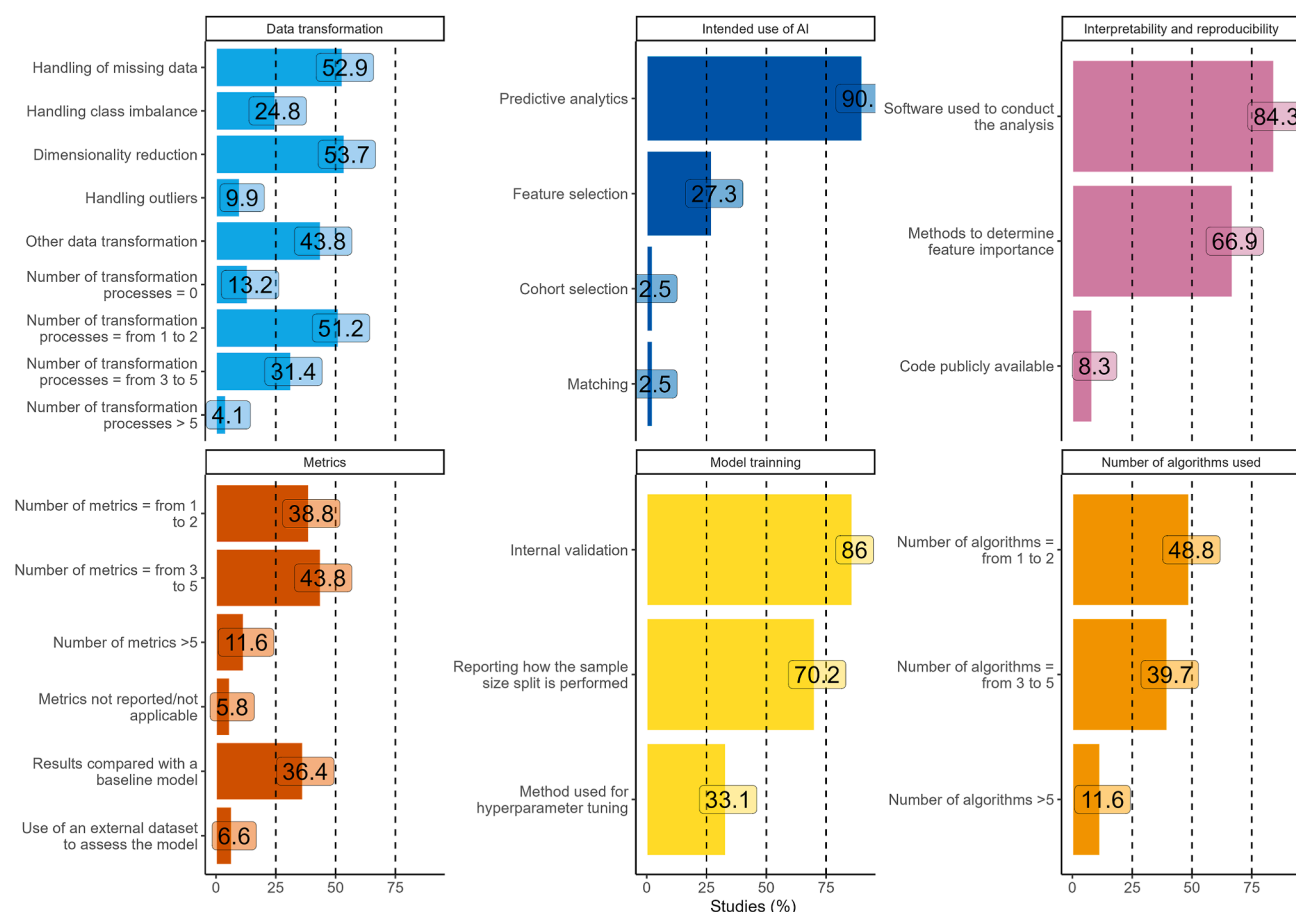 Data transformation
Handling of missing data
52.9
Handling class imbalance
24.8
Dimensionality reduction
53.7
Handling outliers
9.9
Other data transformation
43.8
Number of transformation
processes = 0
13.2
Number of transformation
processes = from 1 to 2
51.2
Number of transformation
processes = from 3 to 5
31.4
Number of transformation
processes > 5
4.1
Intended use of AI
Predictive analytics
90.
Feature selection
27.3
Cohort selection
2.5
Matching
2.5
Interpretability and reproducibility
Software used to conduct
the analysis
84.3
Methods to determine
feature importance
66.9
Code publicly available
8.3
Metrics
Number of metrics = from 1
to 2
38.8
Number of metrics = from 3
to 5
43.8
Number of metrics >5
11.6
Metrics not reported/not
applicable
5.8
Results compared with a
baseline model
36.4
Use of an external dataset
to assess the model
6.6
0 25 50 75
Model trainning
Internal validation
86
Reporting how the sample
size split is performed
70.2
Method used for
hyperparameter tuning
33.1
0 25 50 75
Studies (%)
Number of algorithms used
Number of algorithms =
from 1 to 2
48.8
Number of algorithms =
from 3 to 5
39.7
Number of algorithms >5
11.6
0 25 50 75